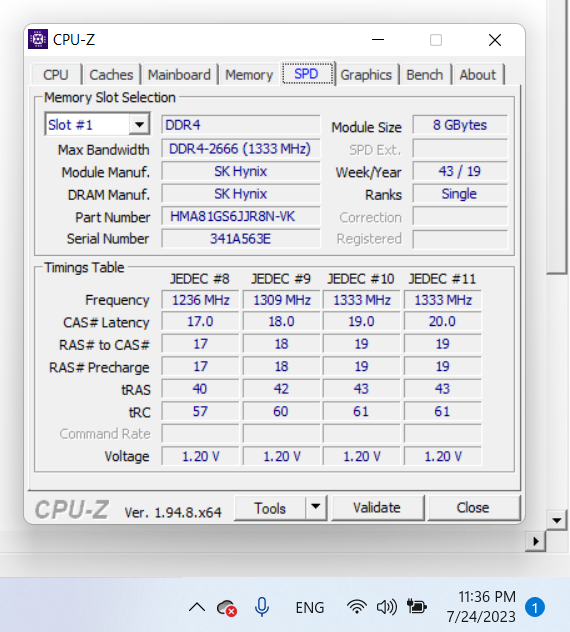 CPU-Z
CPU Caches Mainboard Memory SPD Graphics Bench About
Memory Slot Selection
Slot #1 DDR4 Module Size 8 GBytes
Max Bandwidth DDR4-2666 (1333 MHz) SPD Ext.
Module Manuf. SK Hynix Week/Year 43 / 19
DRAM Manuf. SK Hynix Ranks Single
Part Number HMA81GS6JJR8N-VK Correction
Serial Number 341A563E Registered
Timings Table
JEDEC #8 JEDEC #9 JEDEC #10 JEDEC #11
Frequency 1236 MHz 1309 MHz 1333 MHz 1333 MHz
CAS# Latency 17.0 18.0 19.0 20.0
RAS# to CAS# 17 18 19 19
RAS# Precharge 17 18 19 19
tRAS 40 42 43 43
tRC 57 60 61 61
Command Rate
Voltage 1.20 V 1.20 V 1.20 V 1.20 V
CPU-Z Ver. 1.94.8.x64 Tools Validate Close
ENG 11:36 PM 1
7/24/2023